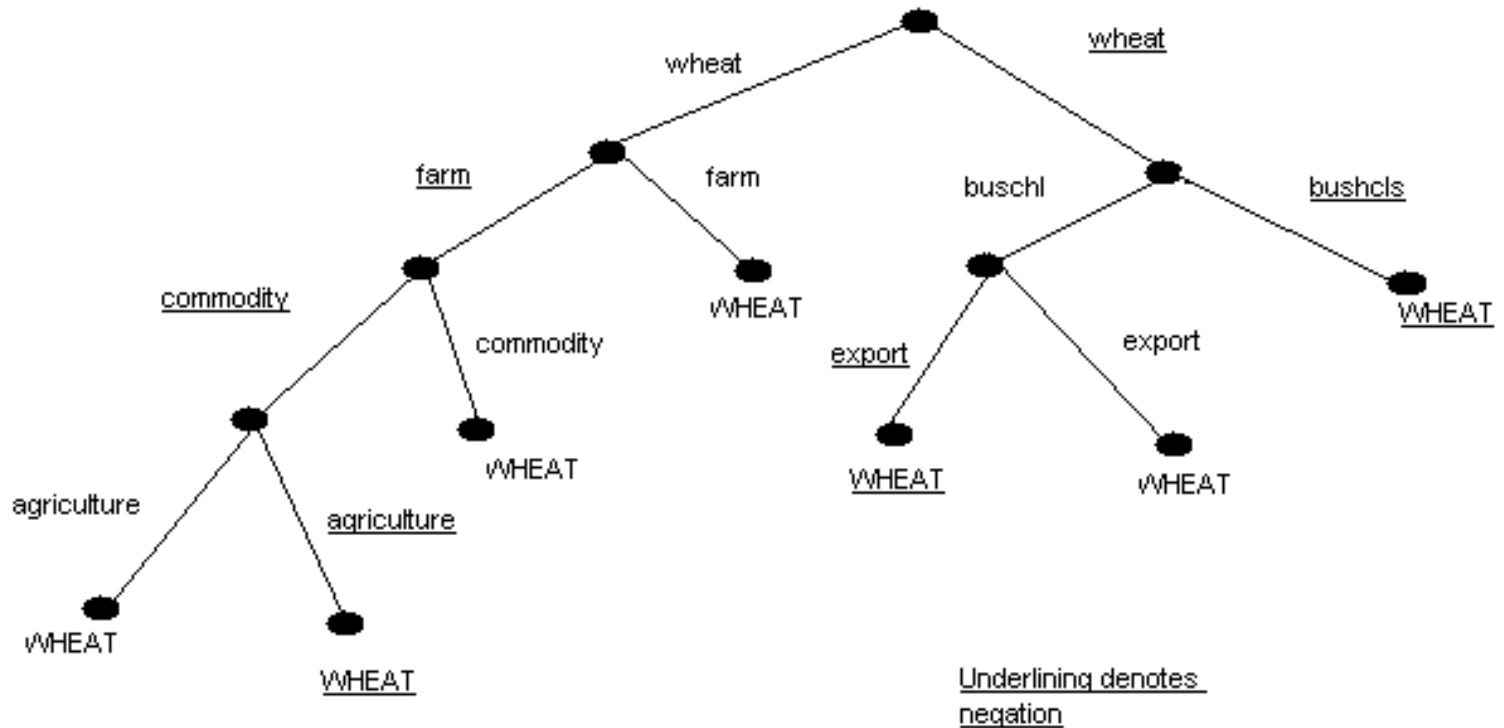 wheat
wheat
farm
farm
buschl
bushcls
commodity
commodity
WHEAT
WHEAT
export
export
agriculture
agriculture
WHEAT
WHEAT
WHEAT
WHEAT
WHEAT
Underlining denotes
negation